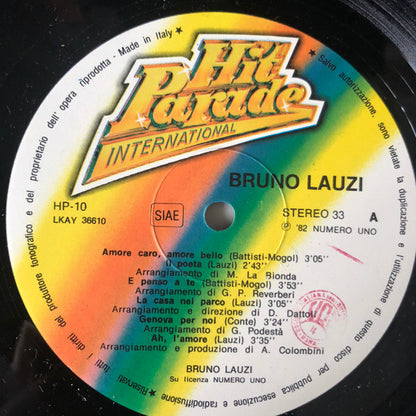 Hit
Parade
INTERNATIONAL
BRUNO LAUZI
HP-10
LKAY 36610
SIAE
STEREO 33 A
℗ '82 NUMERO UNO
Amore caro, amore bello (Battisti-Mogol) 3'05''
Il poeta (Lauzi) 2'43''
Arrangiamento di M. La Bionda
E penso a te (Battisti-Mogol) 3'53''
Arrangiamento di G. P. Reverberi
La casa nel parco (Lauzi) 3'05''
Arrangiamento e direzione di D. Dattoli
Genova per noi (Conte) 3'24''
Arrangiamento di G. Podestà
Ah, l'amore (Lauzi) 3'35''
Arrangiamento e produzione di A. Colombini
BRUNO LAUZI
Su licenza NUMERO UNO
★ Riservati tutti i diritti del produttore fonografico e del proprietario dell'opera riprodotta - Made in Italy ★ Salvo autorizzazione, sono vietate la duplicazione e l'utilizzazione di questo disco per pubblica esecuzione e radiodiffusione